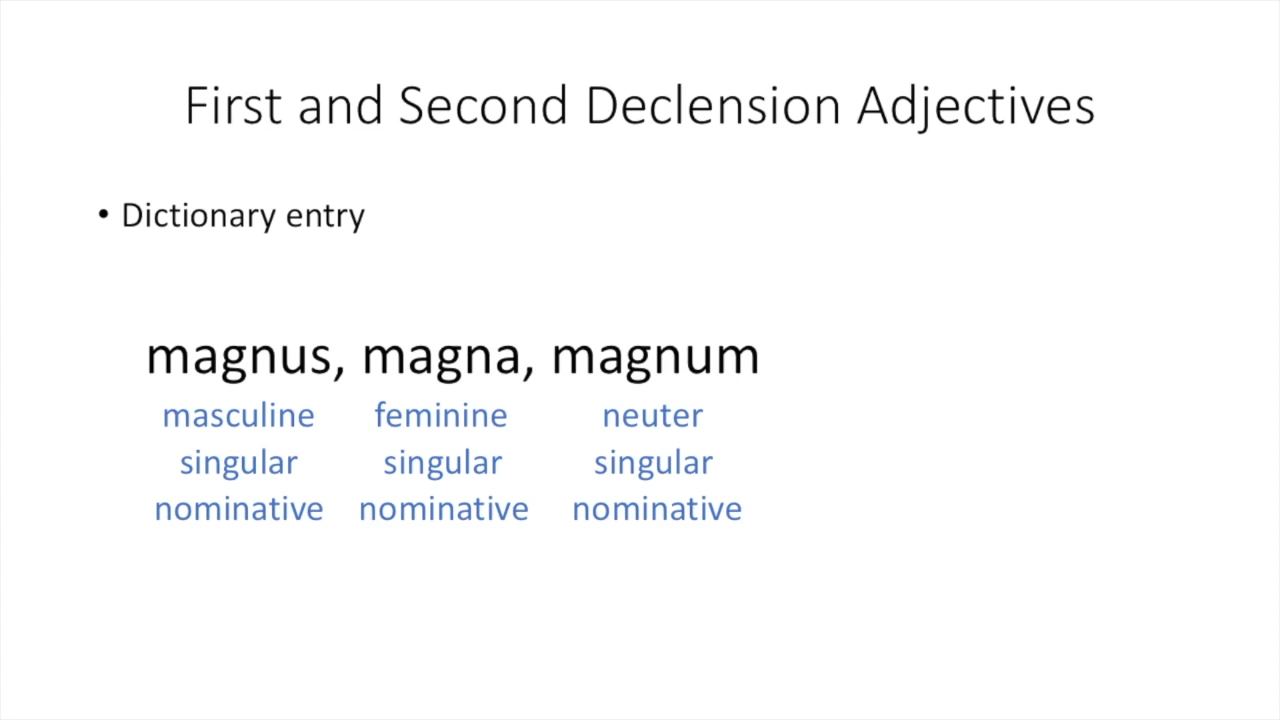 First and Second Declension Adjectives
• Dictionary entry
magnus, magna, magnum
masculine feminine neuter
singular singular singular
nominative nominative nominative